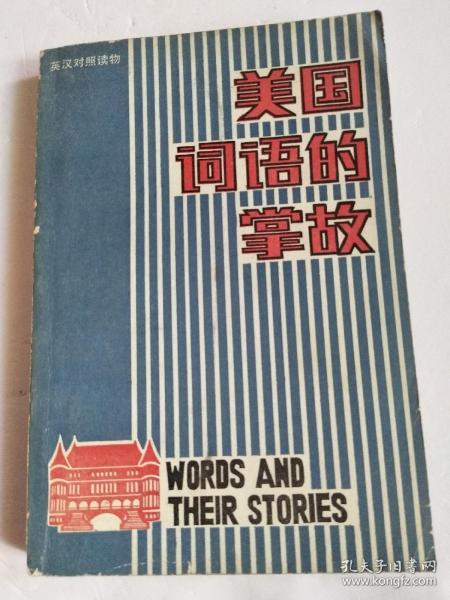 英汉对照读物
美国
词语的
掌故
WORDS AND
THEIR STORIES
孔夫子旧书网
www.kongfz.com